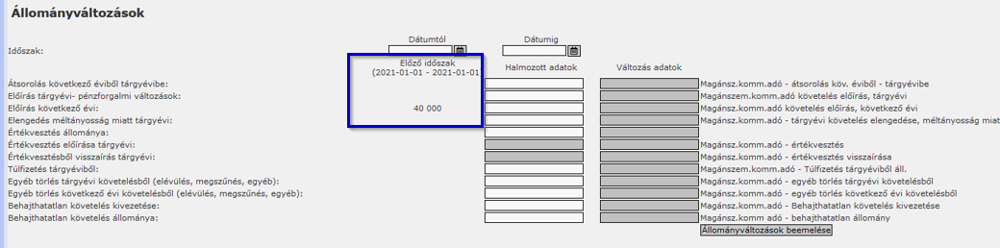 Állományváltozások
Dátumtól Dátumig
Időszak:
Előző időszak
(2021-01-01 - 2021-01-01 Halmozott adatok Változás adatok
Átsorolás következő éviből tárgyévibe: Magánsz.komm.adó - átsorolás köv. éviből - tárgyévibe
Előírás tárgyévi- pénzforgalmi változások: Magánszem.komm.adó követelés előírás, tárgyévi
Előírás következő évi: 40 000 Magánsz.komm.adó követelés előírás, következő évi
Elengedés méltányosság miatt tárgyévi: Magánsz.komm.adó - tárgyévi követelés elengedése, méltányosság miat
Értékvesztés állománya:
Értékvesztés előírása tárgyévi: Magánsz.komm.adó - értékvesztés
Értékvesztésből visszaírás tárgyévi: Magánsz.komm.adó - értékvesztés visszaírása
Túlfizetés tárgyéviből: Magánszem.komm.adó - Túlfizetés tárgyéviből áll.
Egyéb törlés tárgyévi követelésből (elévülés, megszűnés, egyéb): Magánsz.komm.adó - egyéb törlés tárgyévi követelésből
Egyéb törlés következő évi követelésből (elévülés, megszűnés, egyéb): Magánsz.komm.adó - egyéb törlés következő évi követelésből
Behajthatatlan követelés kivezetése: Magánsz.komm.adó - Behajthatatlan követelés kivezetése
Behajthatatlan követelés állománya: Magánsz.komm adó - behajthatatlan állomány
Állományváltozások beemelése